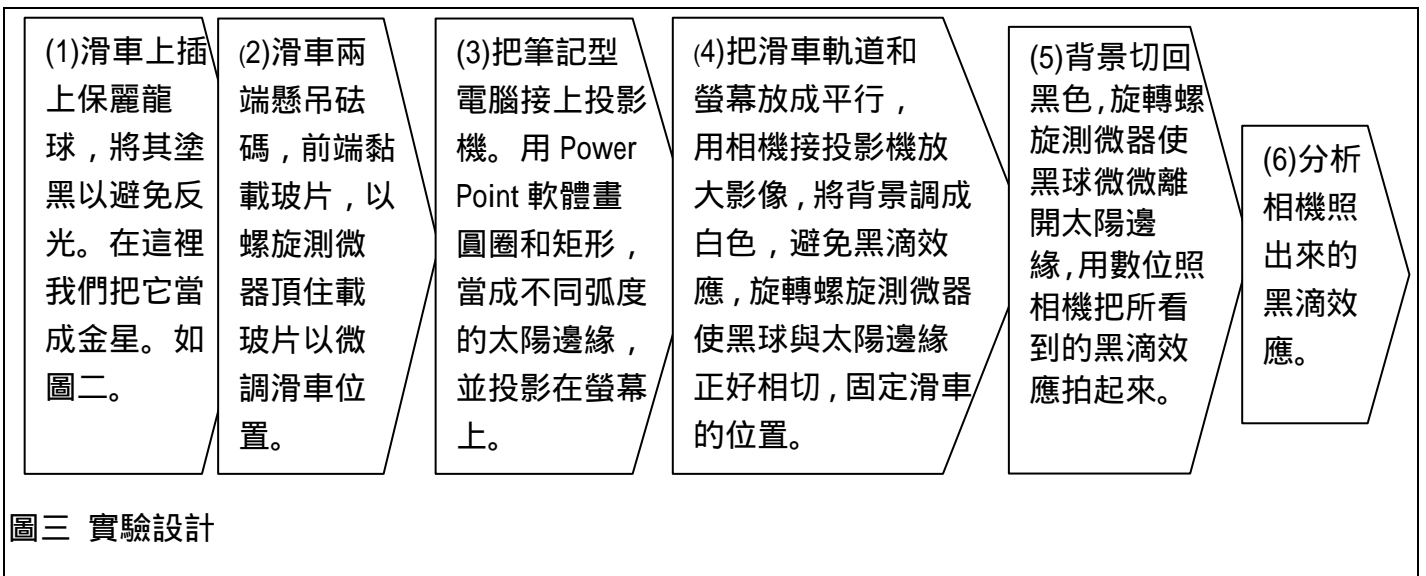 (1)滑車上插
上保麗龍
球，將其塗
黑以避免反
光。在這裡
我們把它當
成金星。如
圖二。
(2)滑車兩
端懸吊砝
碼，前端黏
載玻片，以
螺旋測微
器頂住載
玻片以微
調滑車位
置。
(3)把筆記型
電腦接上投影
機。用 Power
Point 軟體畫
圓圈和矩形，
當成不同弧度
的太陽邊緣，
並投影在螢幕
上。
(4)把滑車軌道和
螢幕放成平行，
用相機接投影機放
大影像，將背景調成
白色，避免黑滴效
應，旋轉螺旋測微器
使黑球與太陽邊緣
正好相切，固定滑車
的位置。
(5)背景切回
黑色，旋轉螺
旋測微器使
黑球微微離
開太陽邊
緣，用數位照
相機把所看
到的黑滴效
應拍起來。
(6)分析
相機照
出來的
黑滴效
應。
圖三 實驗設計